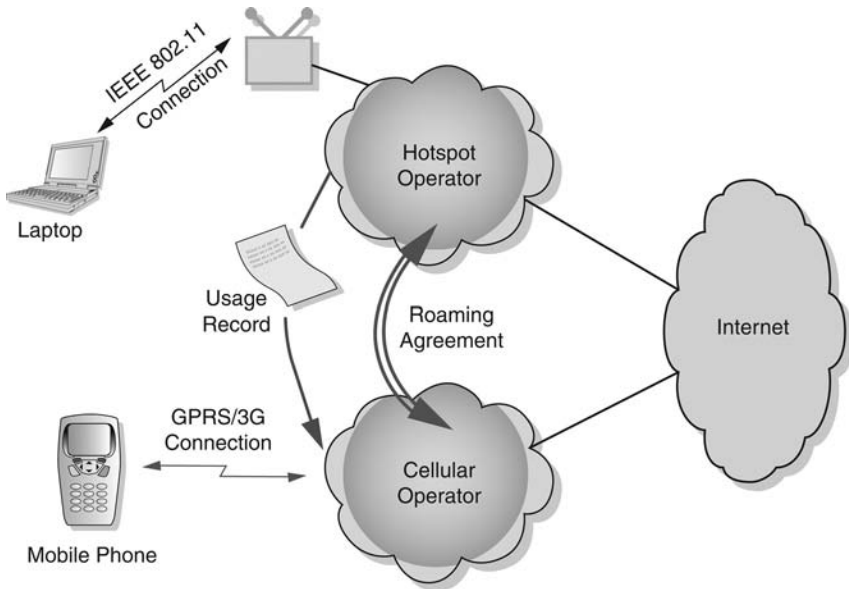 IEEE 802.11
Connection
Laptop
Hotspot
Operator
Usage
Record
Roaming
Agreement
Internet
GPRS/3G
Connection
Cellular
Operator
Mobile Phone